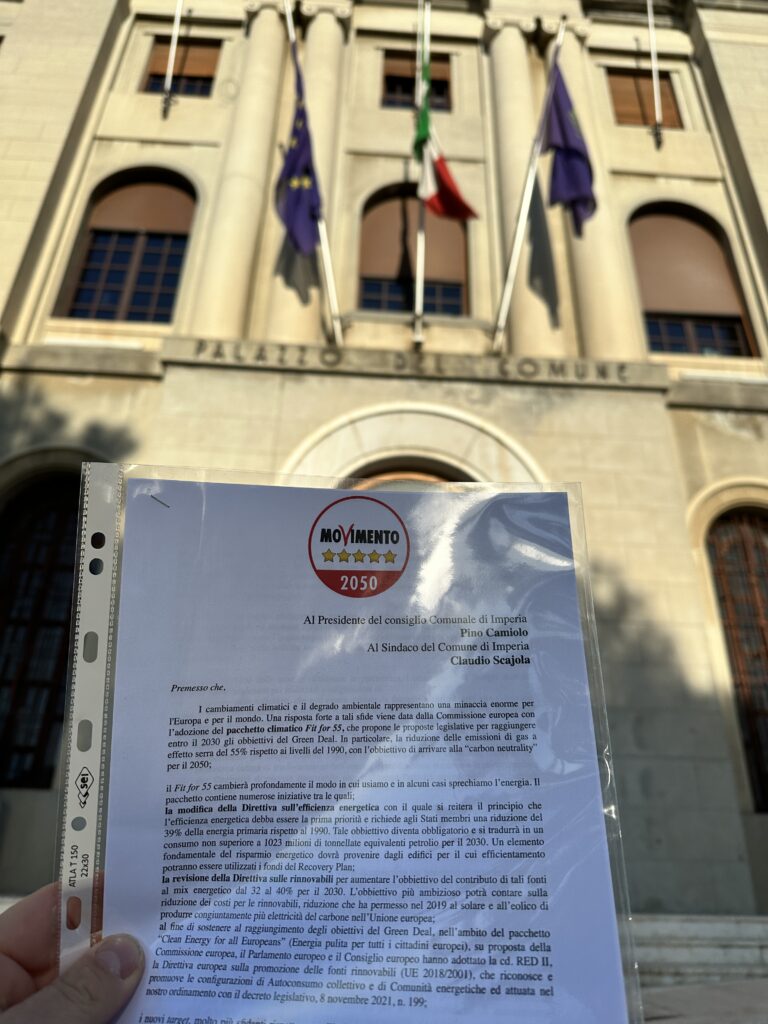 PALAZZO DEL COMUNE
MOVIMENTO
2050
Al Presidente del consiglio Comunale di Imperia
Pino Camiolo
Al Sindaco del Comune di Imperia
Claudio Scajola
Premesso che,
I cambiamenti climatici e il degrado ambientale rappresentano una minaccia enorme per
l'Europa e per il mondo. Una risposta forte a tali sfide viene data dalla Commissione europea con
l'adozione del pacchetto climatico Fit for 55, che propone le proposte legislative per raggiungere
entro il 2030 gli obbiettivi del Green Deal. In particolare, la riduzione delle emissioni di gas a
effetto serra del 55% rispetto ai livelli del 1990, con l'obiettivo di arrivare alla “carbon neutrality”
per il 2050;
il Fit for 55 cambierà profondamente il modo in cui usiamo e in alcuni casi sprechiamo l'energia. Il
pacchetto contiene numerose iniziative tra le quali;
la modifica della Direttiva sull'efficienza energetica con il quale si reitera il principio che
l'efficienza energetica debba essere la prima priorità e richiede agli Stati membri una riduzione del
39% della energia primaria rispetto al 1990. Tale obbiettivo diventa obbligatorio e si tradurrà in un
consumo non superiore a 1023 milioni di tonnellate equivalenti petrolio per il 2030. Un elemento
fondamentale del risparmio energetico dovrà provenire dagli edifici per il cui efficientamento
potranno essere utilizzati i fondi del Recovery Plan;
la revisione della Direttiva sulle rinnovabili per aumentare l'obbiettivo del contributo di tali fonti
al mix energetico dal 32 al 40% per il 2030. L'obbiettivo più ambizioso potrà contare sulla
riduzione dei costi per le rinnovabili, riduzione che ha permesso nel 2019 al solare e all'eolico di
produrre congiuntamente più elettricità del carbone nell'Unione europea;
al fine di sostenere al raggiungimento degli obiettivi del Green Deal, nell'ambito del pacchetto
“Clean Energy for all Europeans” (Energia pulita per tutti i cittadini europei), su proposta della
Commissione europea, il Parlamento europeo e il Consiglio europeo hanno adottato la cd. RED II,
la Direttiva europea sulla promozione delle fonti rinnovabili (UE 2018/2001), che riconosce e
promuove le configurazioni di Autoconsumo collettivo e di Comunità energetiche ed attuata nel
nostro ordinamento con il decreto legislativo, 8 novembre 2021, n. 199;
i nuovi target, molto più sfidanti
sei
ATLA T 150
22x30